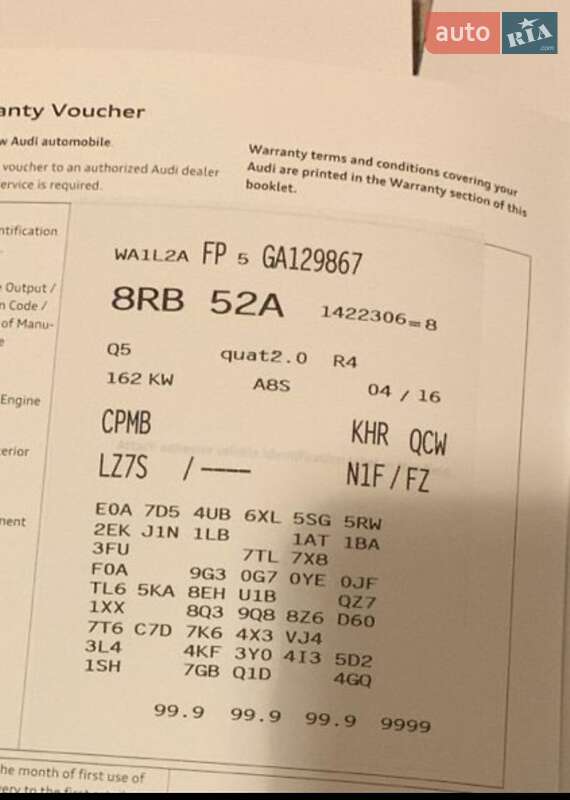 auto RIA .com
anty Voucher
w Audi automobile.
voucher to an authorized Audi dealer
ervice is required.
Warranty terms and conditions covering your
Audi are printed in the Warranty section of this
booklet.
ntification
WA1L2A FP 5 GA129867
Output /
n Code /
of Manu-
e
8RB 52A 1422306=8
Q5 quat2.0 R4
162 KW A8S 04 / 16
Engine
CPMB KHR QCW
erior
LZ7S /---- N1F/FZ
ment
E0A 7D5 4UB 6XL 5SG 5RW
2EK J1N 1LB 1AT 1BA
3FU 7TL 7X8
F0A 9G3 0G7 0YE 0JF
TL6 5KA 8EH U1B QZ7
1XX 8Q3 9Q8 8Z6 D60
7T6 C7D 7K6 4X3 VJ4
3L4 4KF 3Y0 4I3 5D2
1SH 7GB Q1D 4GQ
99.9 99.9 99.9 9999
he month of first use of